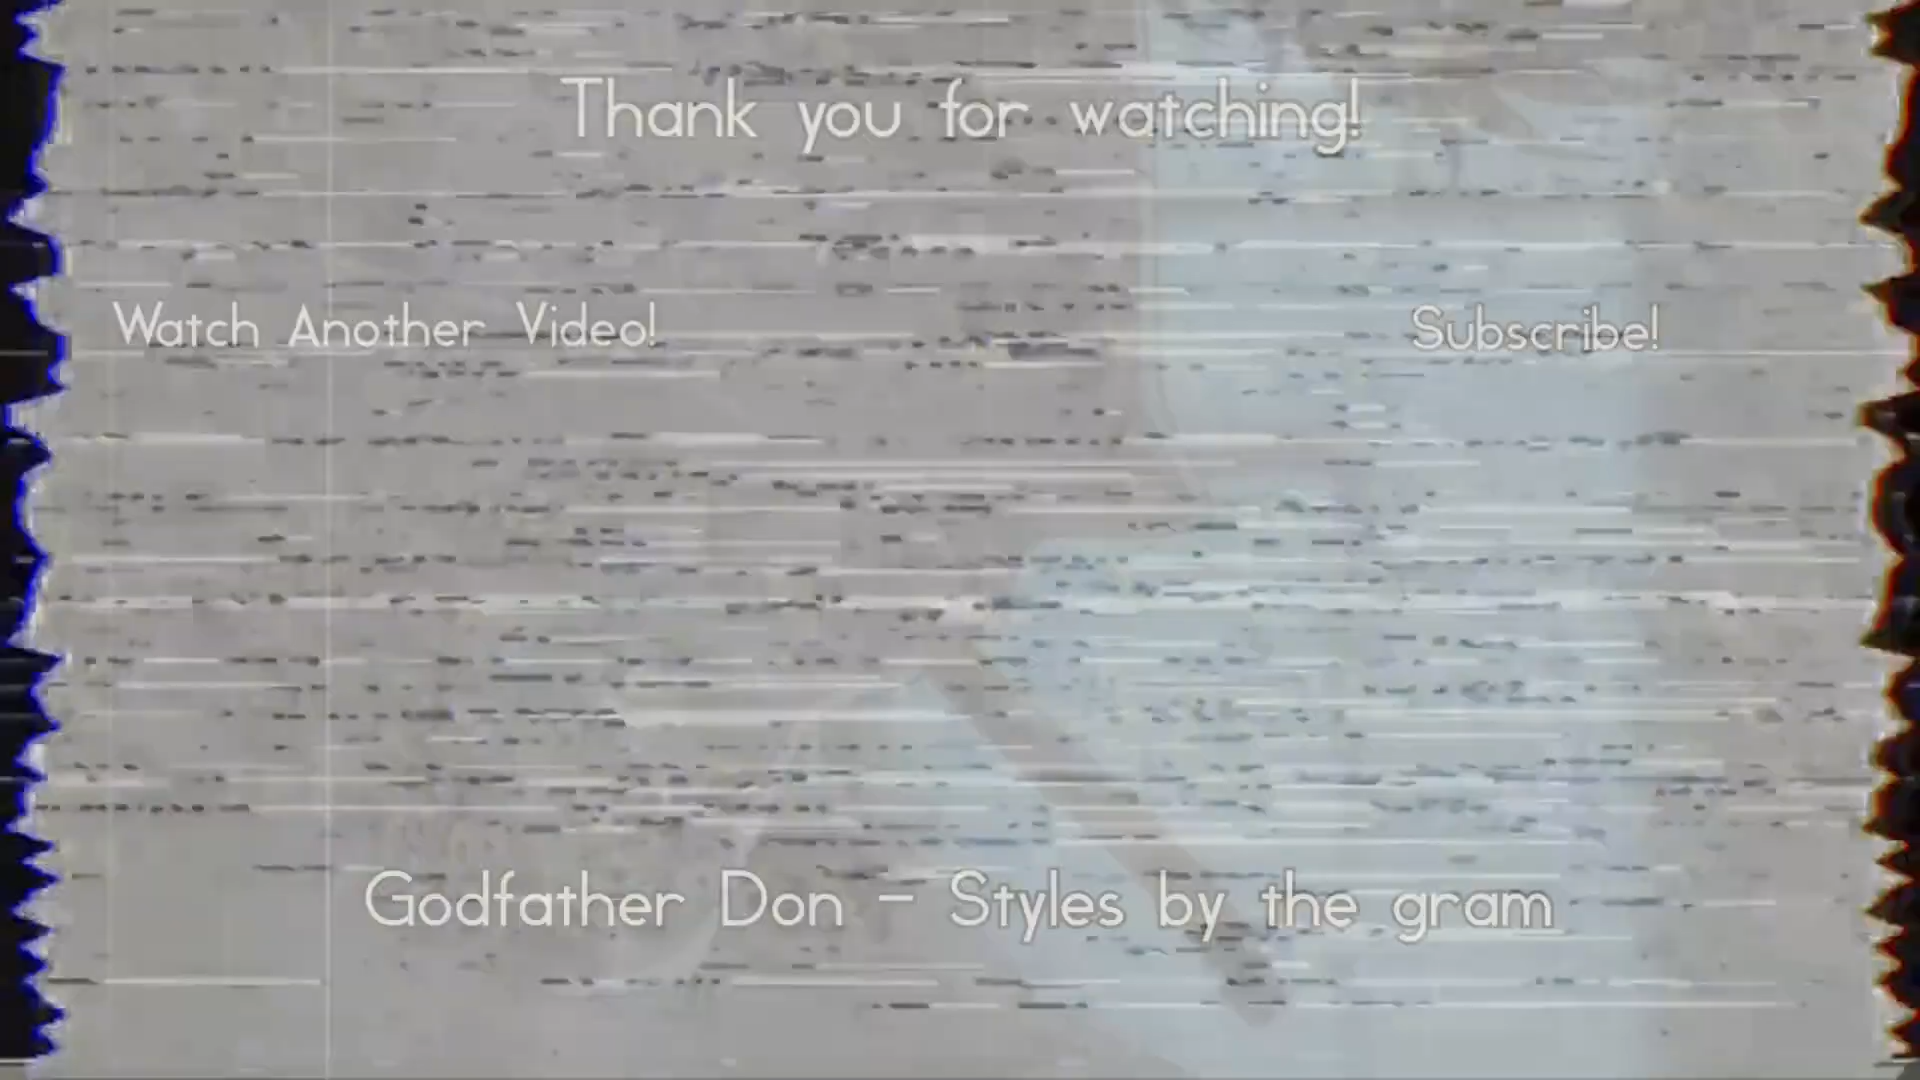 Thank you for watching!
Watch Another Video!
Subscribe!
Godfather Don - Styles by the gram